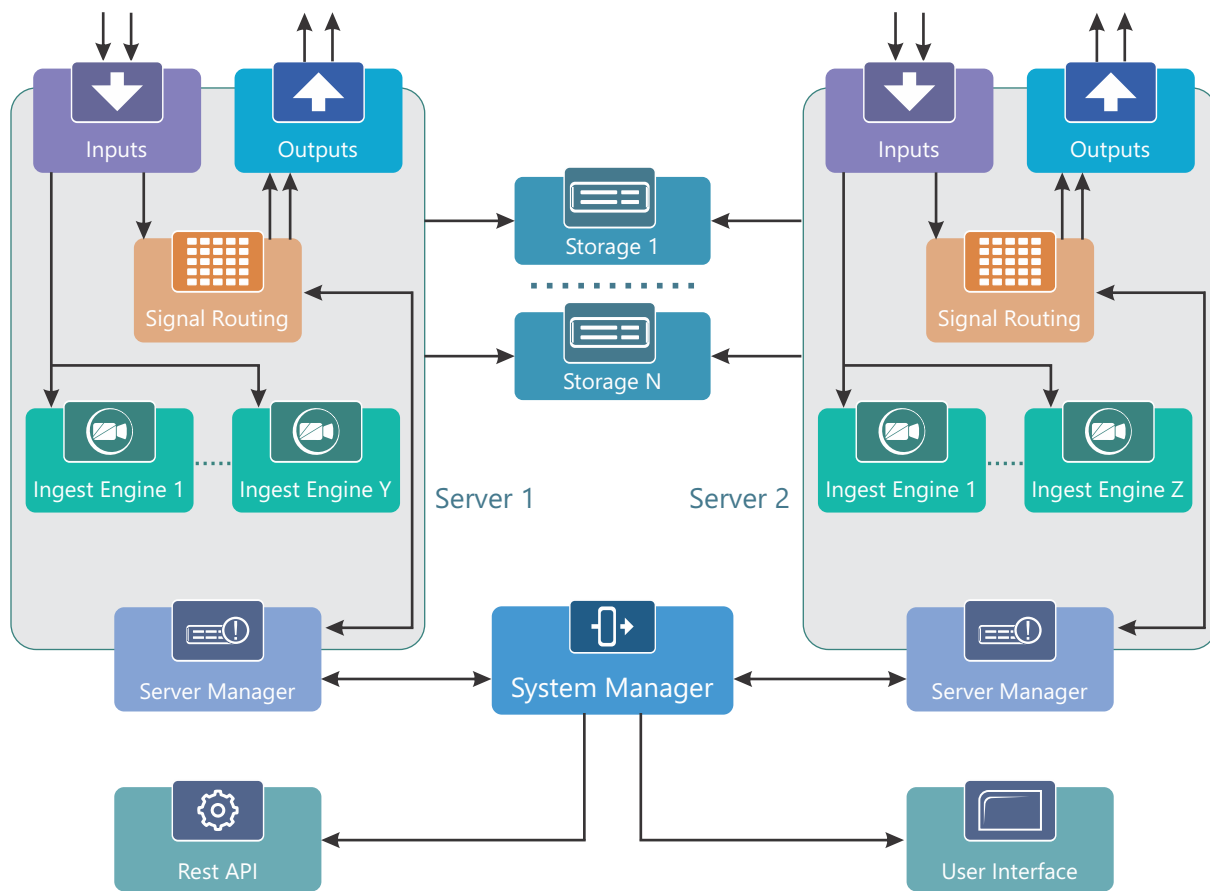 Inputs
Outputs
Inputs
Outputs
Storage 1
Signal Routing
Signal Routing
Storage N
Ingest Engine 1
Ingest Engine Y
Server 1
Server 2
Ingest Engine 1
Ingest Engine Z
Server Manager
System Manager
Server Manager
Rest API
User Interface